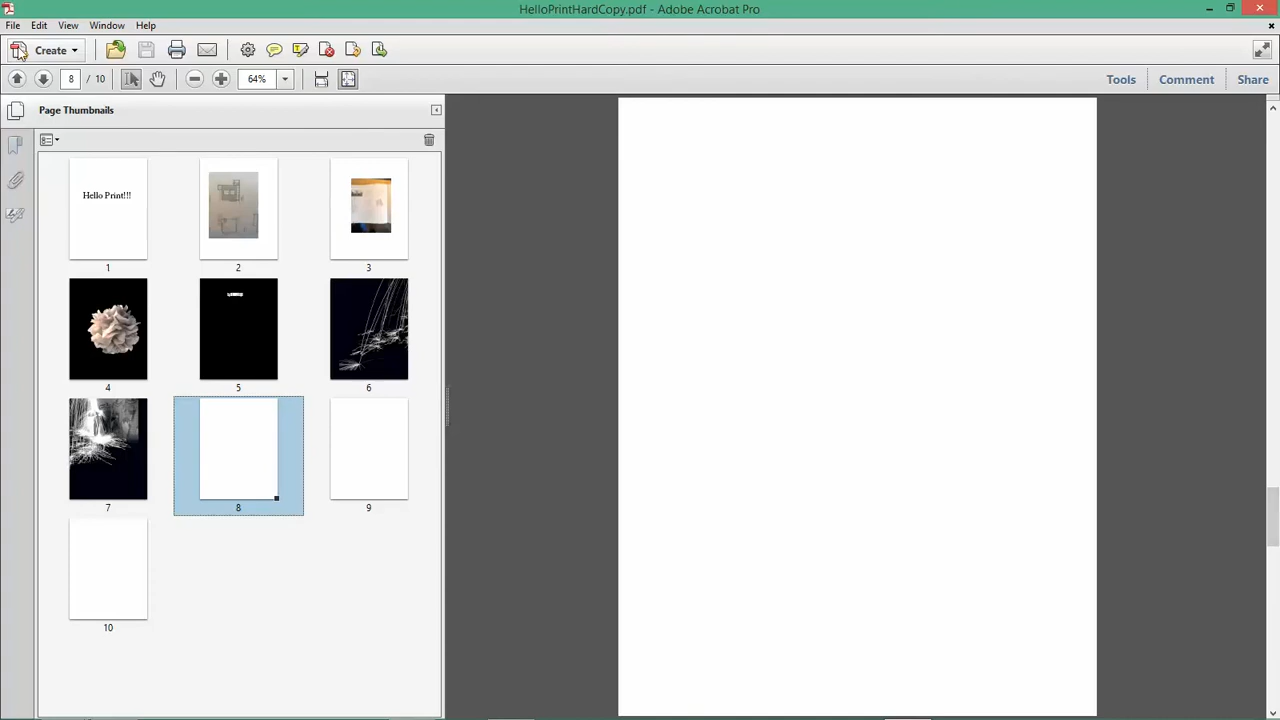 HelloPrintHardCopy.pdf - Adobe Acrobat Pro
File Edit View Window Help
Create
8 / 10 64% Tools Comment Share
Page Thumbnails
Hello Print!!!
1 2 3
4 5 6
7 8 9
10